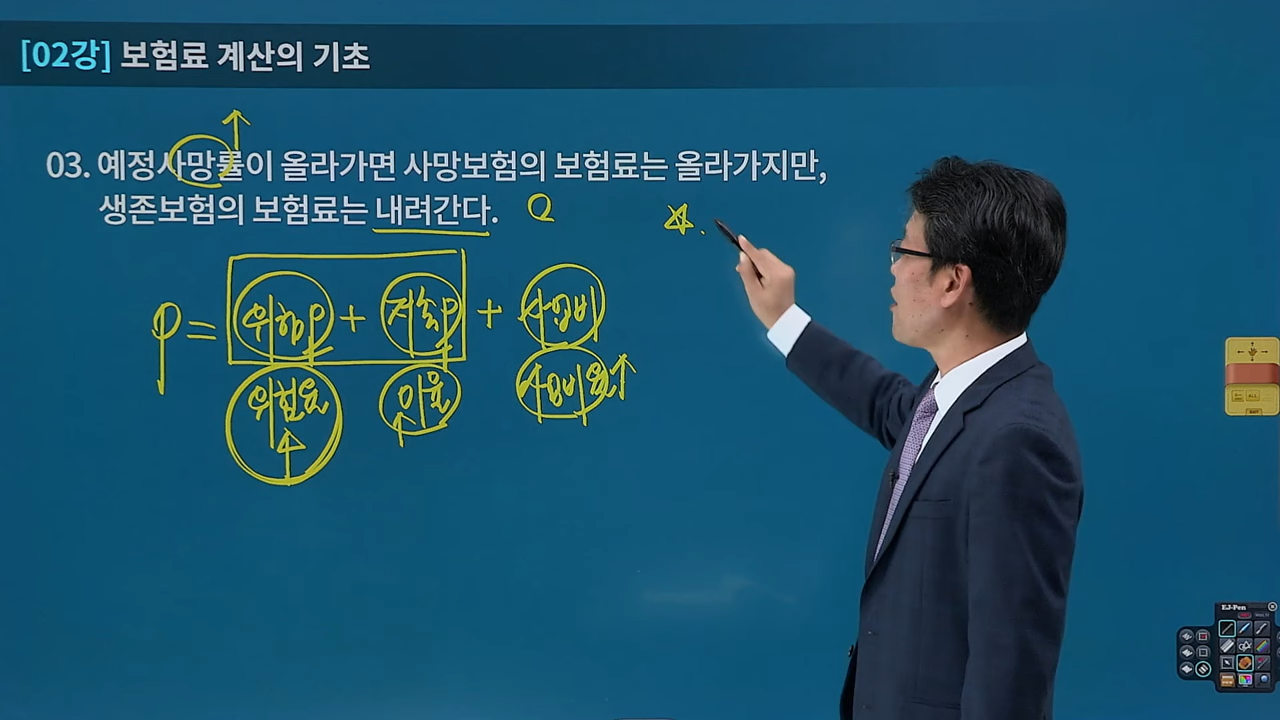 [02강] 보험료 계산의 기초
03. 예정사망률이 올라가면 사망보험의 보험료는 올라가지만,
생존보험의 보험료는 내려간다. O
P = 위험P + 저축P + 사업비
위험율 이율 사업비율
EJ-Pen